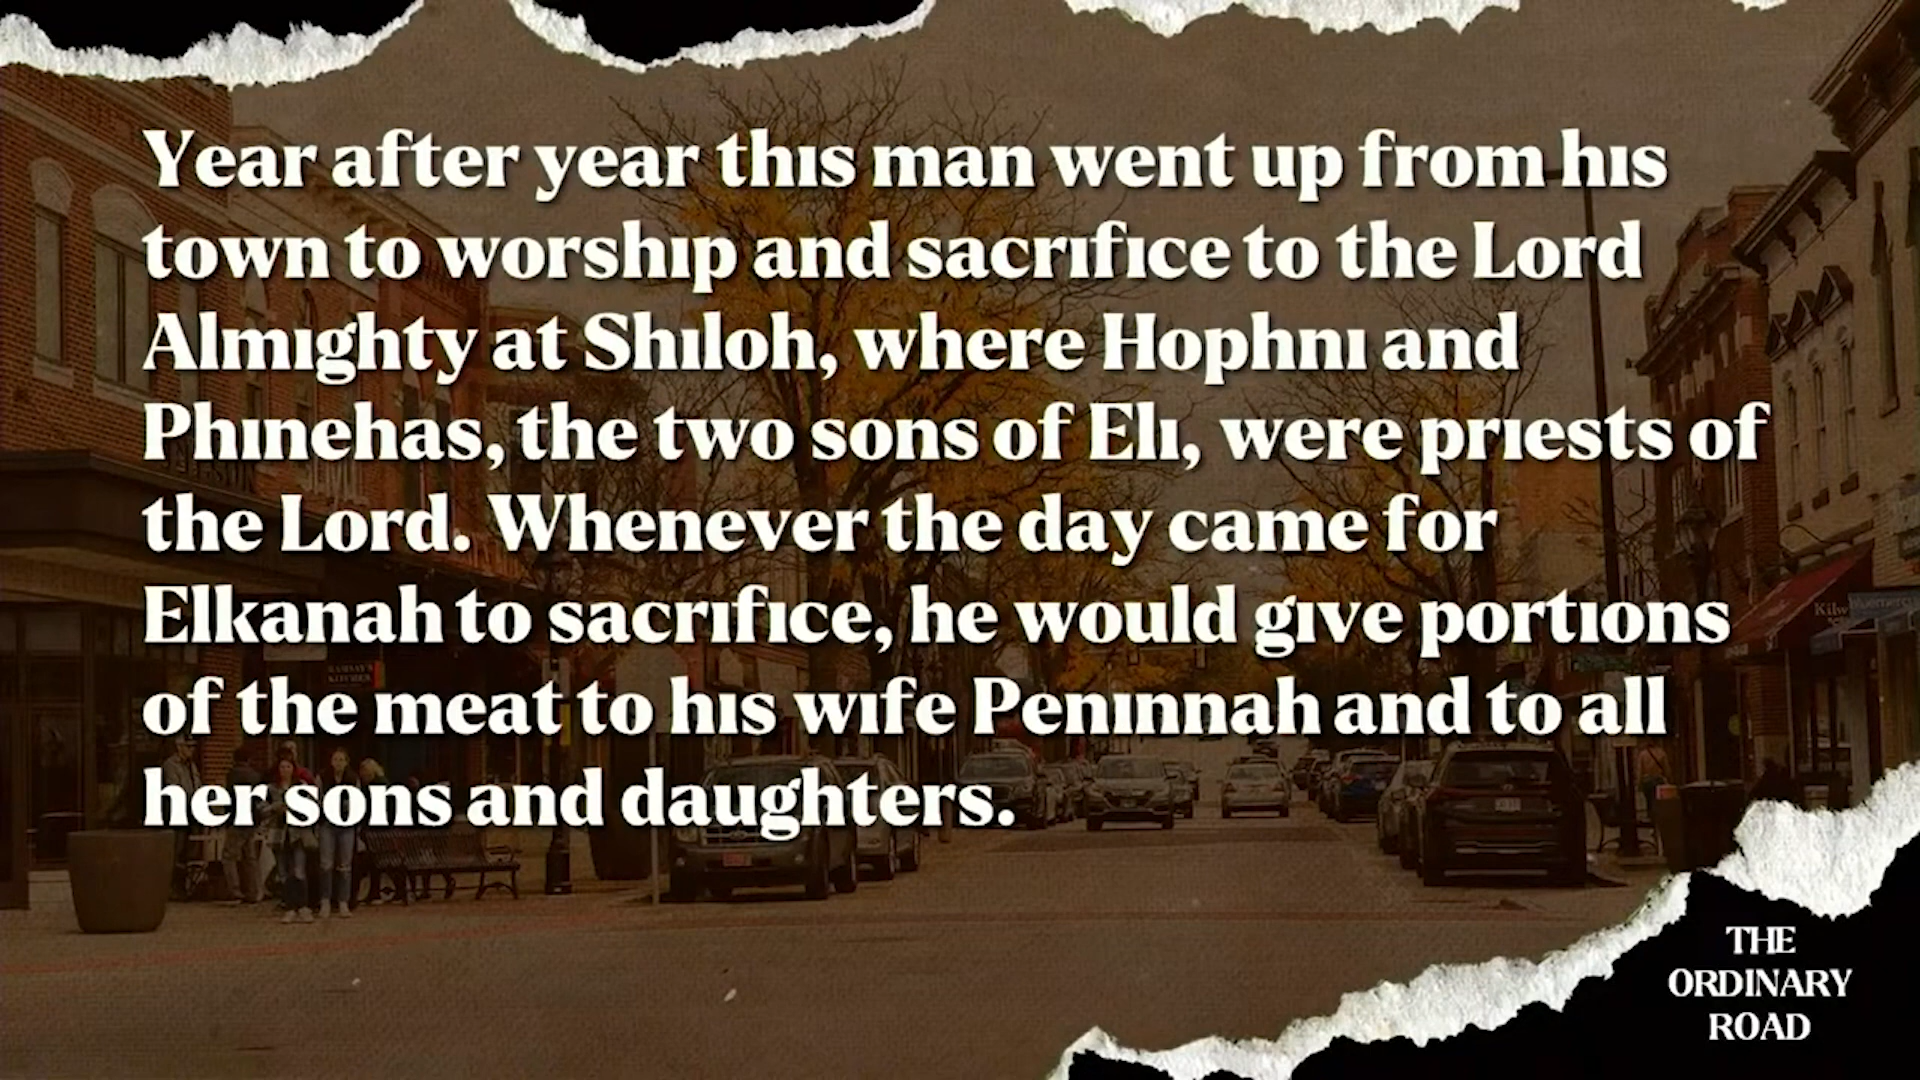 Year after year this man went up from his
town to worship and sacrifice to the Lord
Almighty at Shiloh, where Hophni and
Phinehas, the two sons of Eli, were priests of
the Lord. Whenever the day came for
Elkanah to sacrifice, he would give portions
of the meat to his wife Peninnah and to all
her sons and daughters.
RAMSAY'S
KITCHEN
THE
ORDINARY
ROAD